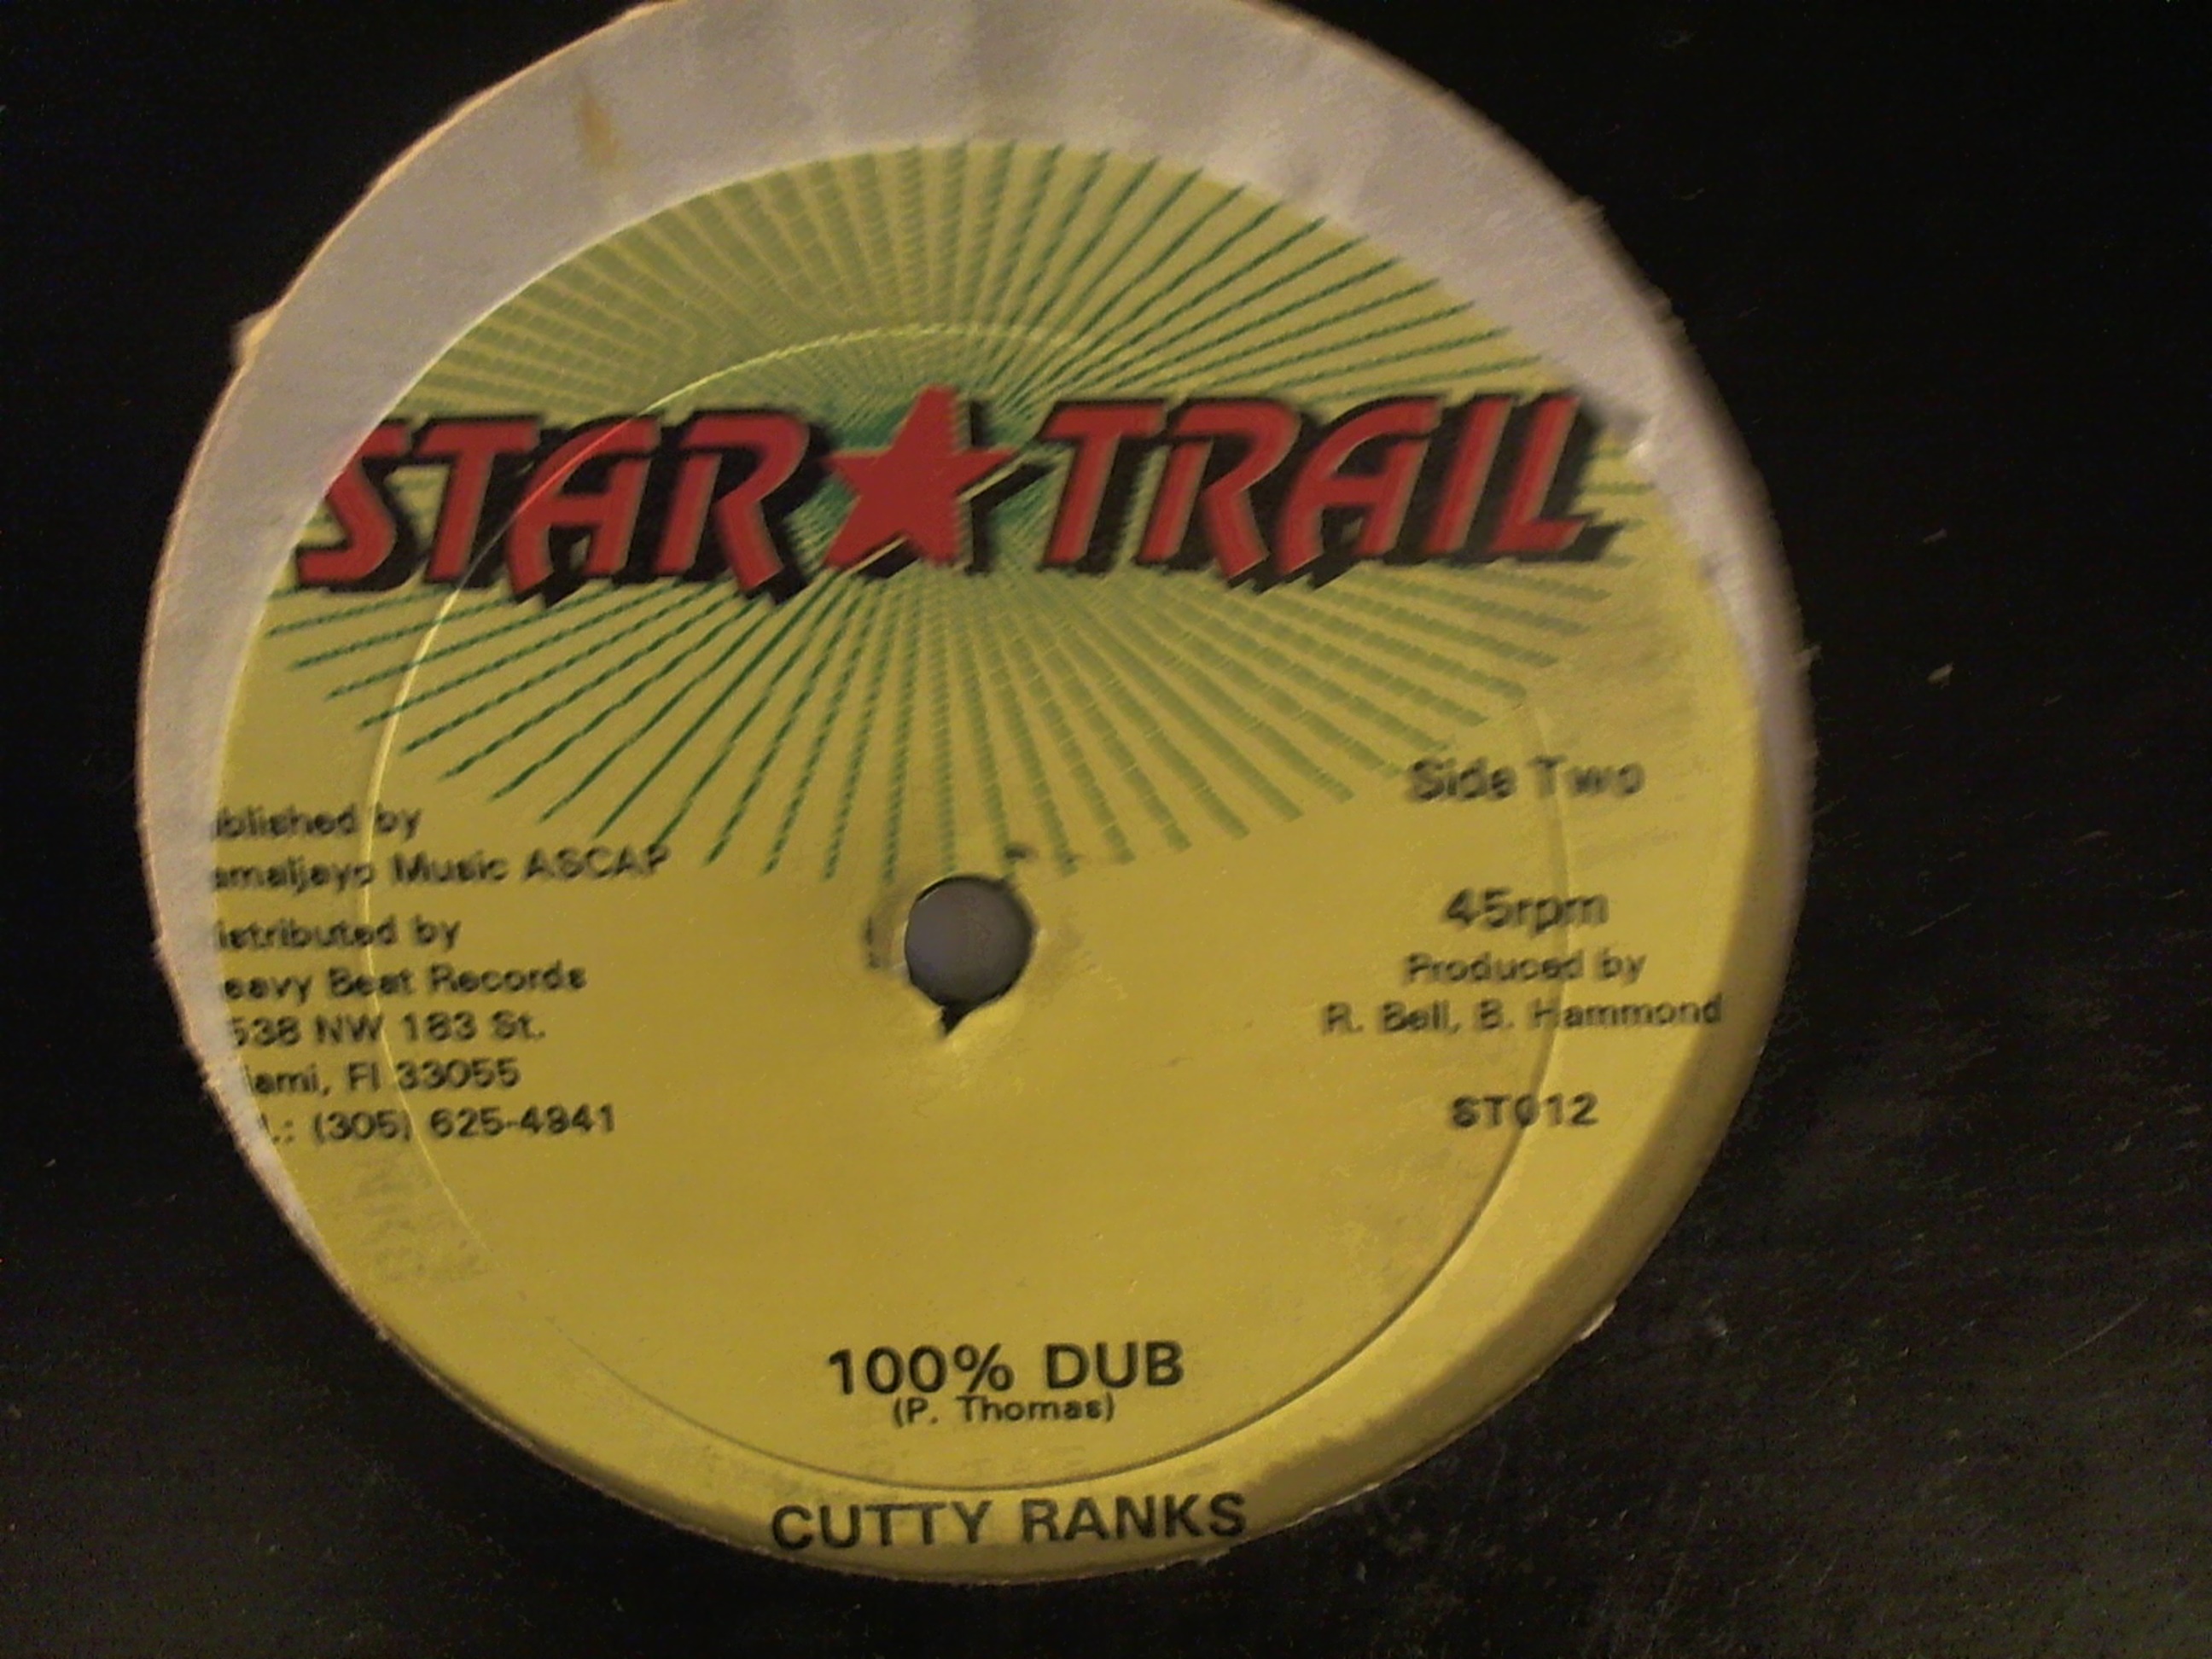 STAR★TRAIL
Side Two
blished by
amaljayo Music ASCAP
istributed by
eavy Beat Records
538 NW 183 St.
iami, Fl 33055
.: (305) 625-4941
45rpm
Produced by
R. Bell, B. Hammond
ST012
100% DUB
(P. Thomas)
CUTTY RANKS